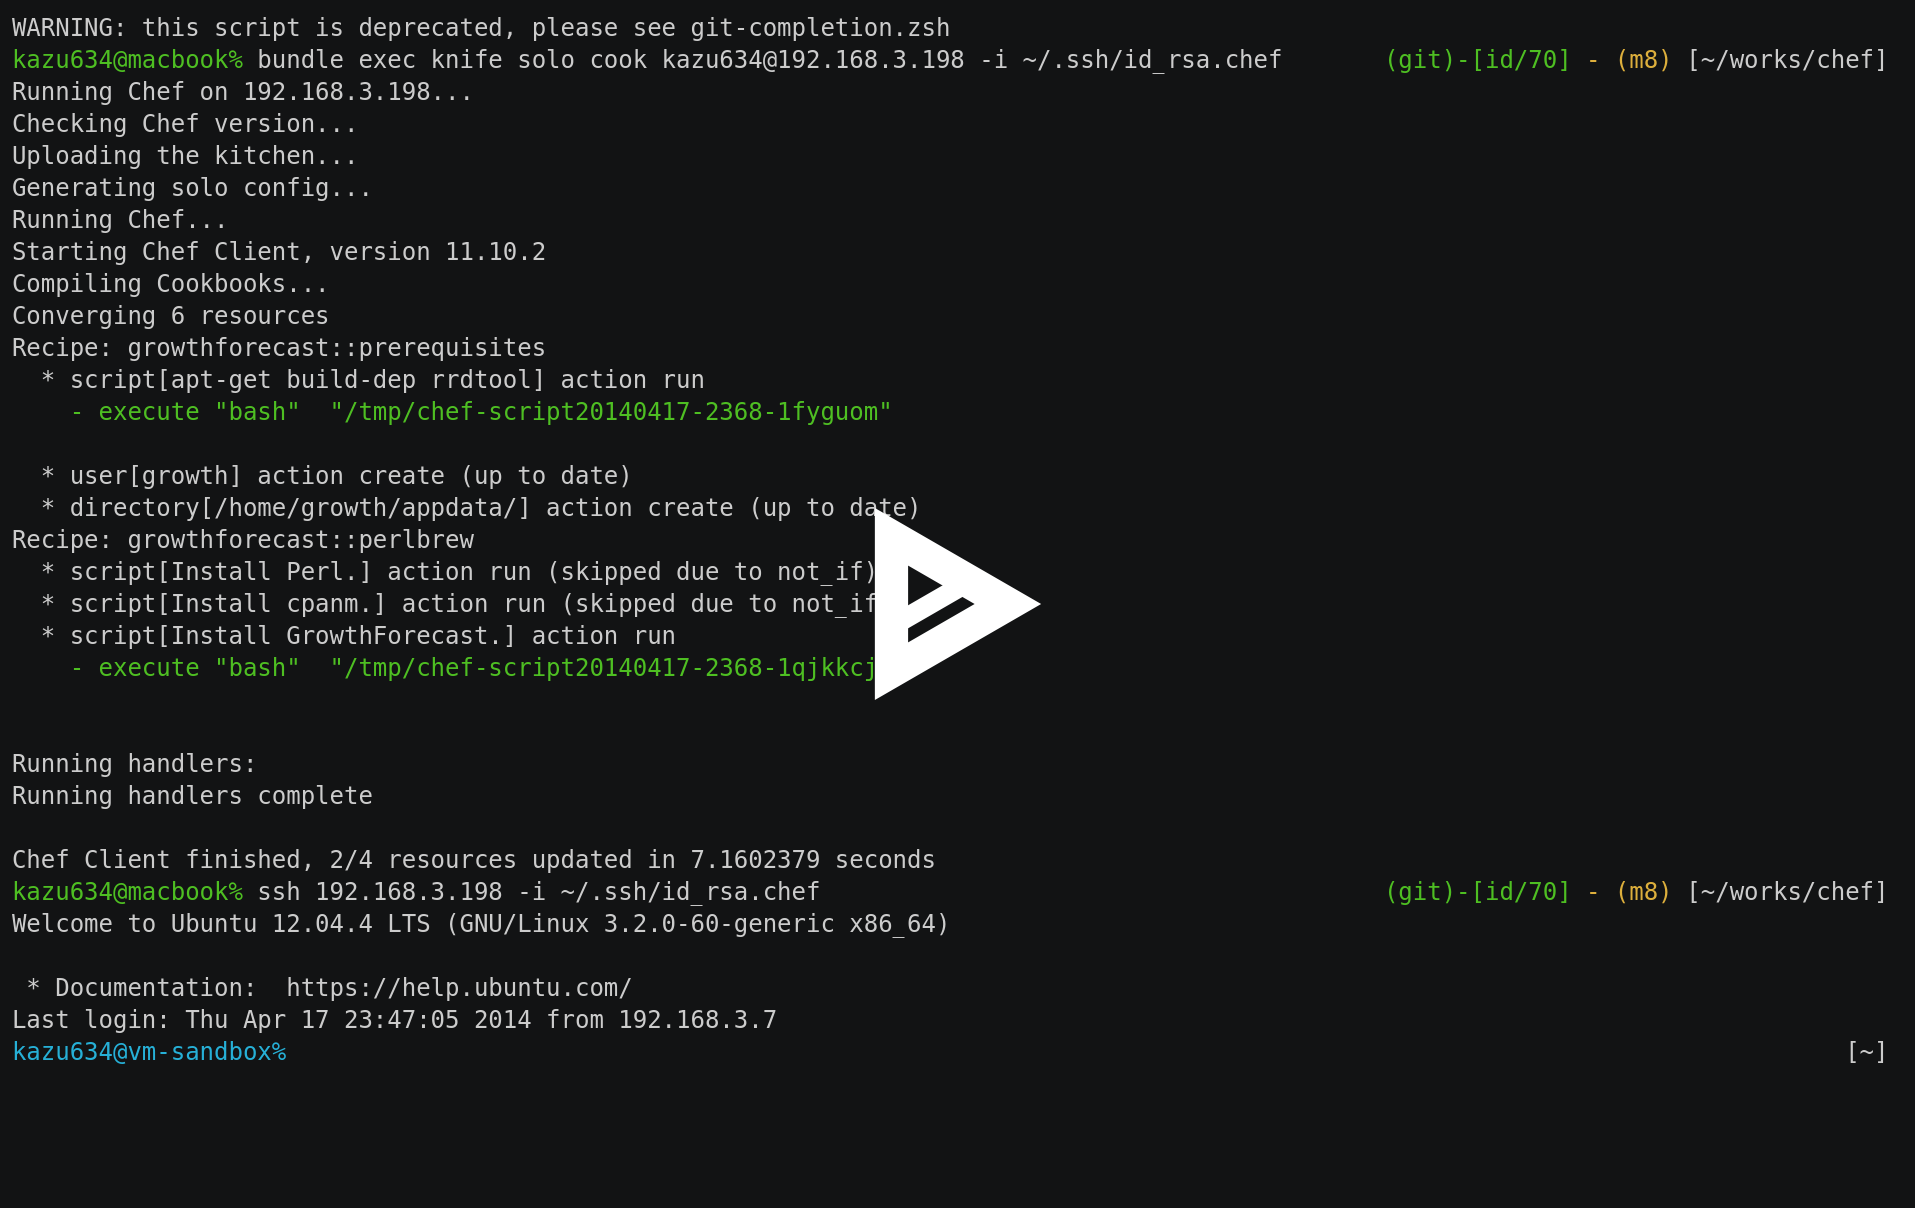 WARNING: this script is deprecated, please see git-completion.zsh
kazu634@macbook% bundle exec knife solo cook kazu634@192.168.3.198 -i ~/.ssh/id_rsa.chef (git)-[id/70] - (m8) [~/works/chef]
Running Chef on 192.168.3.198...
Checking Chef version...
Uploading the kitchen...
Generating solo config...
Running Chef...
Starting Chef Client, version 11.10.2
Compiling Cookbooks...
Converging 6 resources
Recipe: growthforecast::prerequisites
  * script[apt-get build-dep rrdtool] action run
    - execute "bash"  "/tmp/chef-script20140417-2368-1fyguom"
  * user[growth] action create (up to date)
  * directory[/home/growth/appdata/] action create (up to date)
Recipe: growthforecast::perlbrew
  * script[Install Perl.] action run (skipped due to not_if)
  * script[Install cpanm.] action run (skipped due to not_if
  * script[Install GrowthForecast.] action run
    - execute "bash"  "/tmp/chef-script20140417-2368-1qjkkcj
Running handlers:
Running handlers complete
Chef Client finished, 2/4 resources updated in 7.1602379 seconds
kazu634@macbook% ssh 192.168.3.198 -i ~/.ssh/id_rsa.chef (git)-[id/70] - (m8) [~/works/chef]
Welcome to Ubuntu 12.04.4 LTS (GNU/Linux 3.2.0-60-generic x86_64)
 * Documentation:  https://help.ubuntu.com/
Last login: Thu Apr 17 23:47:05 2014 from 192.168.3.7
kazu634@vm-sandbox% [~]